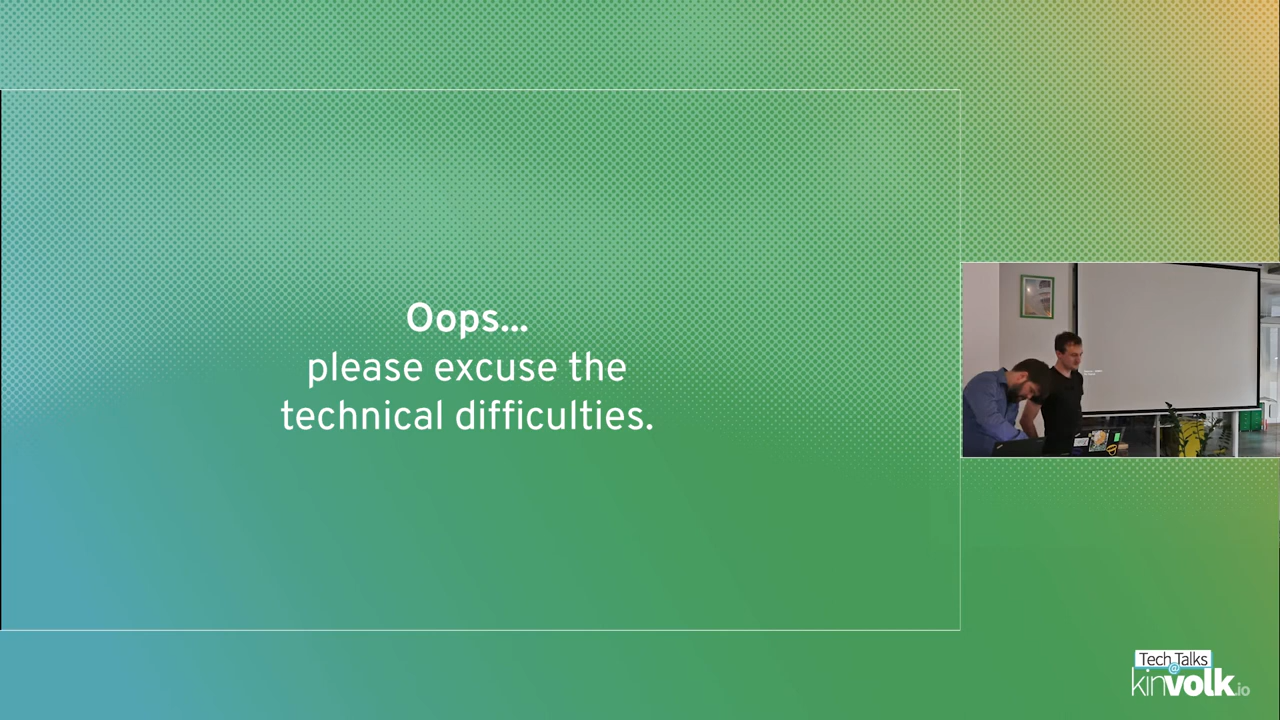 Oops...
please excuse the
technical difficulties.
Tech Talks
@
kinvolk.io